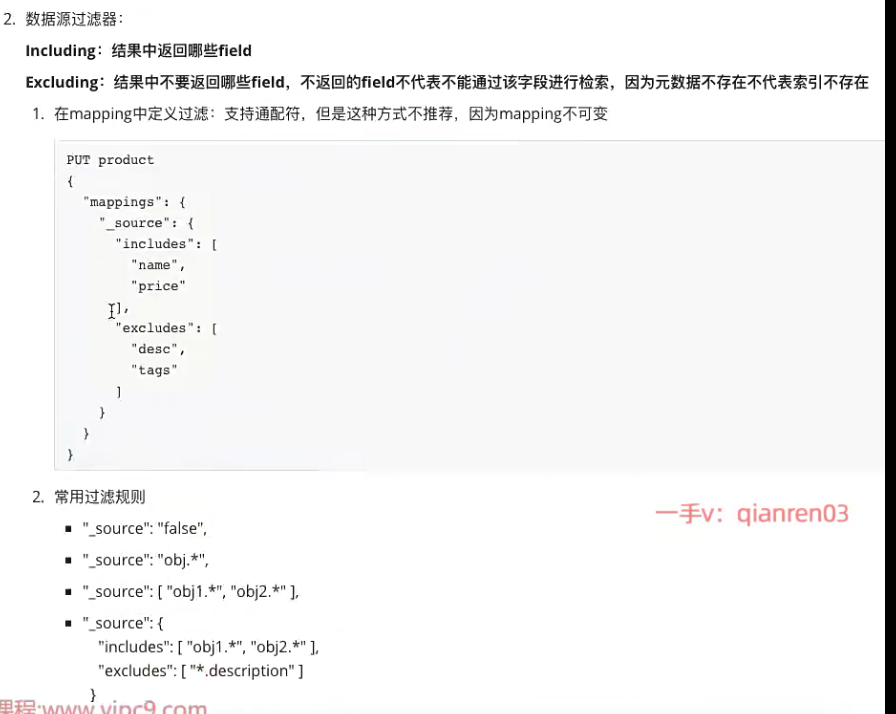 2. 数据源过滤器：
Including：结果中返回哪些field
Excluding：结果中不要返回哪些field，不返回的field不代表不能通过该字段进行检索，因为元数据不存在不代表索引不存在
1. 在mapping中定义过滤：支持通配符，但是这种方式不推荐，因为mapping不可变
PUT product
{
"mappings": {
"_source": {
"includes": [
"name",
"price"
],
"excludes": [
"desc",
"tags"
]
}
}
}
2. 常用过滤规则
▪ "_source": "false",
▪ "_source": "obj.*",
▪ "_source": [ "obj1.*", "obj2.*" ],
▪ "_source": {
"includes": [ "obj1.*", "obj2.*" ],
"excludes": [ "*.description" ]
}
一手v：qianren03
课程:www.vipc9.com